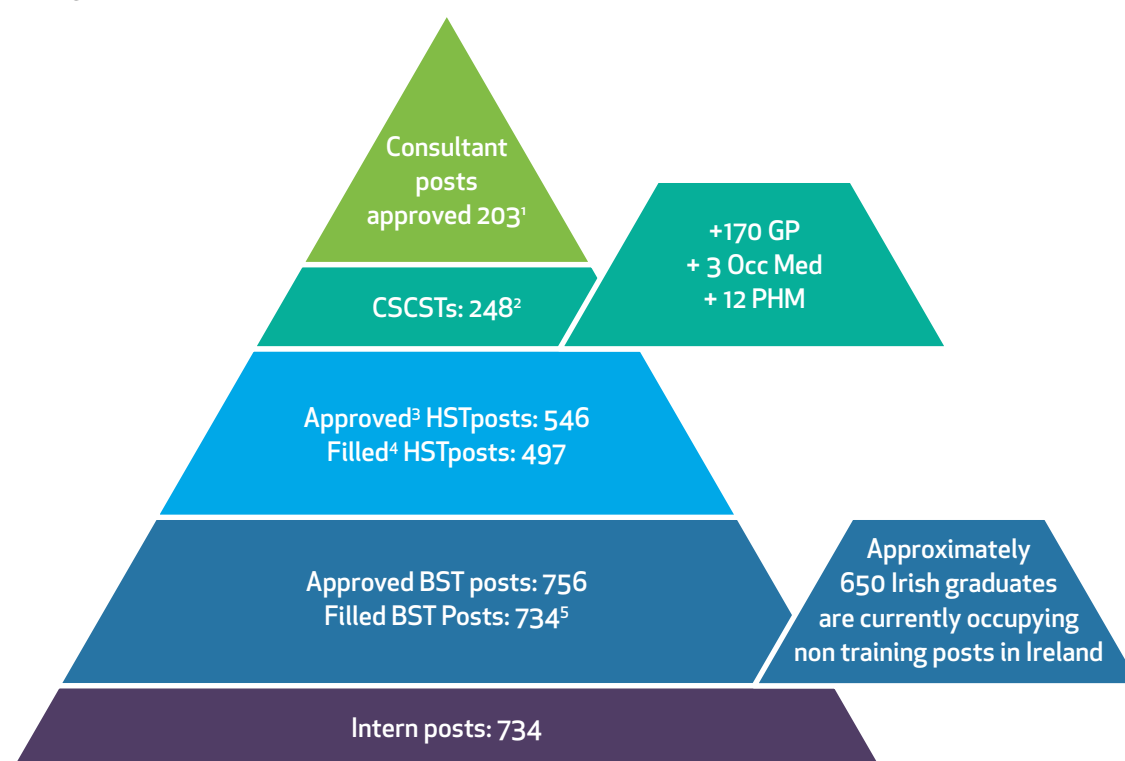 Consultant
posts
approved 203¹
+170 GP
+ 3 Occ Med
+ 12 PHM
CSCSTs: 248²
Approved³ HSTposts: 546
Filled⁴ HSTposts: 497
Approved BST posts: 756
Filled BST Posts: 734⁵
Approximately
650 Irish graduates
are currently occupying
non training posts in Ireland
Intern posts: 734